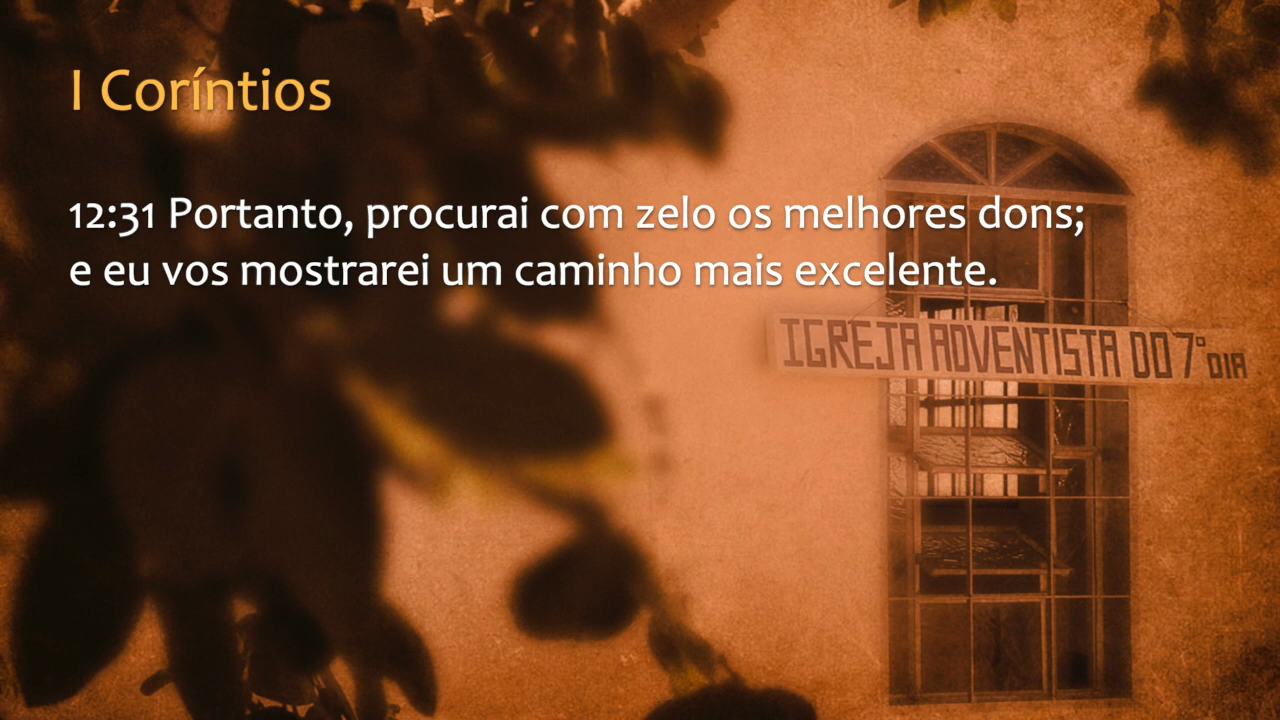 I Coríntios
12:31 Portanto, procurai com zelo os melhores dons;
e eu vos mostrarei um caminho mais excelente.
IGREJA ADVENTISTA DO 7° DIA